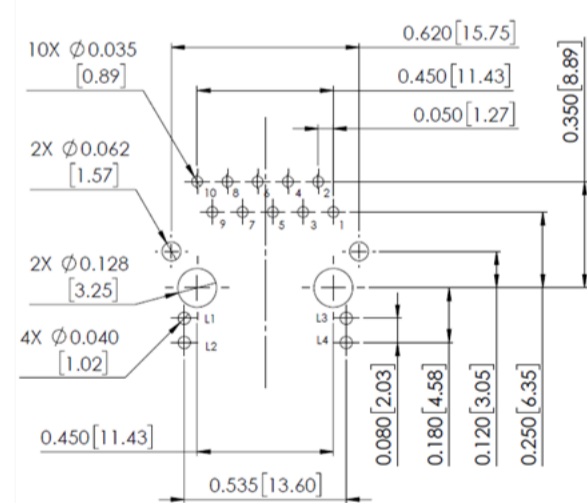 0.620[15.75]
10X Ø0.035
[0.89]
0.450[11.43]
0.050[1.27]
0.350[8.89]
2X Ø0.062
[1.57]
10 8 6 4 2
9 7 5 3 1
2X Ø0.128
[3.25]
L1 L3
4X Ø0.040
[1.02]
L2 L4
0.080[2.03]
0.180[4.58]
0.120[3.05]
0.250[6.35]
0.450[11.43]
0.535[13.60]